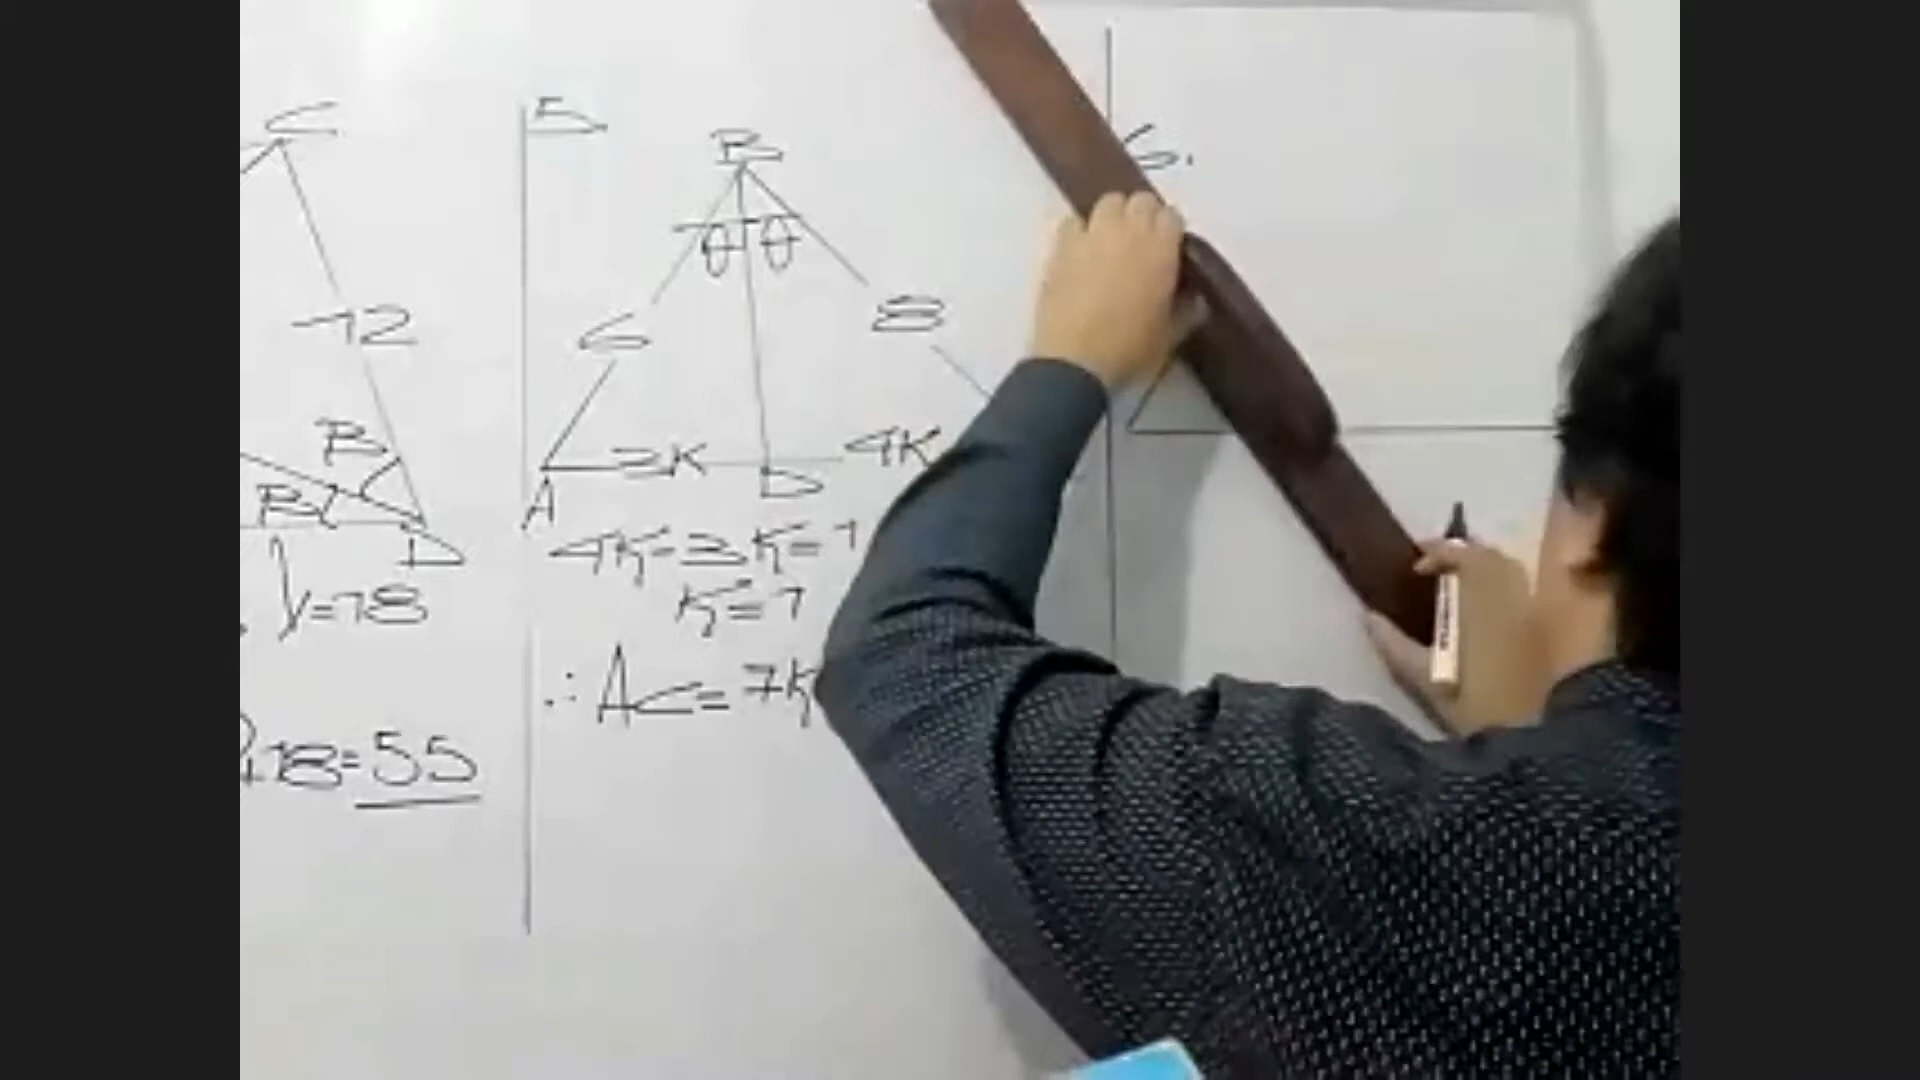 C
12
B
B
D
y=18
18=55
5
B
θ θ
6
8
3K
4K
A
D
4K-3K=1
K=1
∴ AC=7K
6.